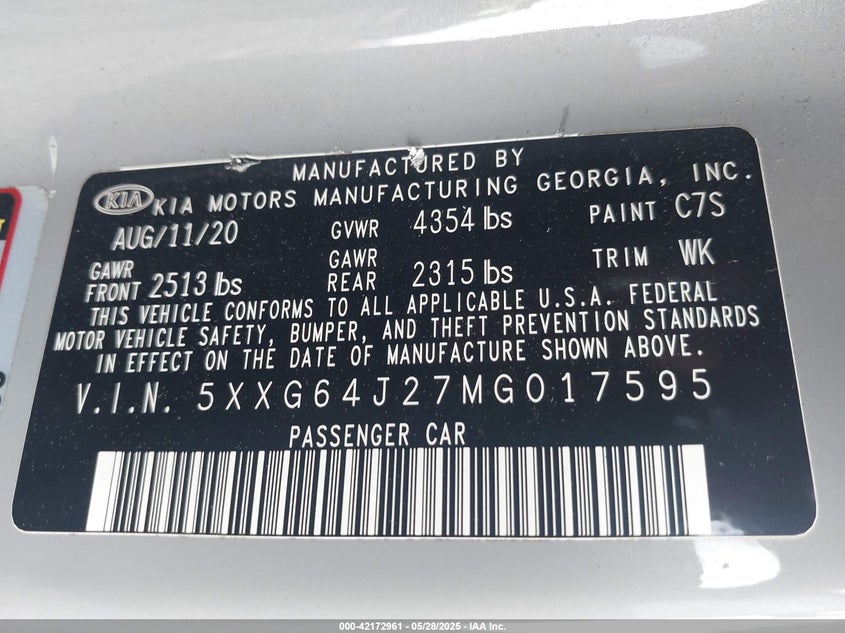 MANUFACTURED BY
KIA KIA MOTORS MANUFACTURING GEORGIA, INC.
AUG/11/20 GVWR 4354 lbs PAINT C7S
GAWR FRONT 2513 lbs GAWR REAR 2315 lbs TRIM WK
THIS VEHICLE CONFORMS TO ALL APPLICABLE U.S.A. FEDERAL
MOTOR VEHICLE SAFETY, BUMPER, AND THEFT PREVENTION STANDARDS
IN EFFECT ON THE DATE OF MANUFACTURE SHOWN ABOVE.
V.I.N. 5XXG64J27MG017595
PASSENGER CAR
000-42172961 - 05/28/2025 - IAA Inc.